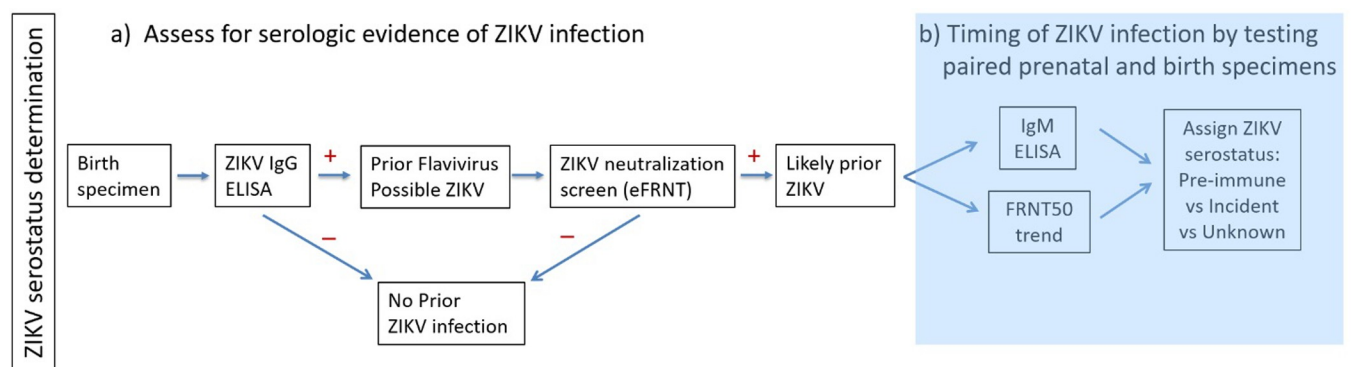 ZIKV serostatus determination
a) Assess for serologic evidence of ZIKV infection
Birth
specimen
ZIKV IgG
ELISA
+
–
Prior Flavivirus
Possible ZIKV
ZIKV neutralization
screen (eFRNT)
+
–
Likely prior
ZIKV
No Prior
ZIKV infection
b) Timing of ZIKV infection by testing
paired prenatal and birth specimens
IgM
ELISA
FRNT50
trend
Assign ZIKV
serostatus:
Pre-immune
vs Incident
vs Unknown